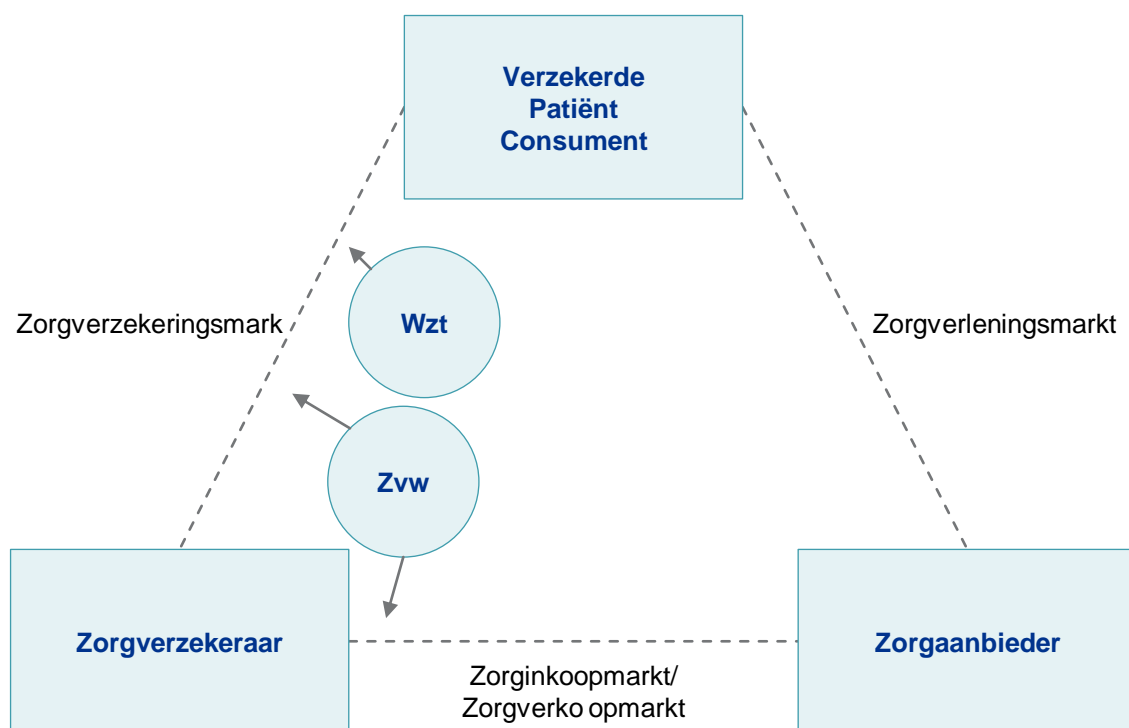 Verzekerde
Patiënt
Consument
Wzt
Zorgverzekeringsmark
Zorgverleningsmarkt
Zvw
Zorgverzekeraar
Zorgaanbieder
Zorginkoopmarkt/
Zorgverko opmarkt